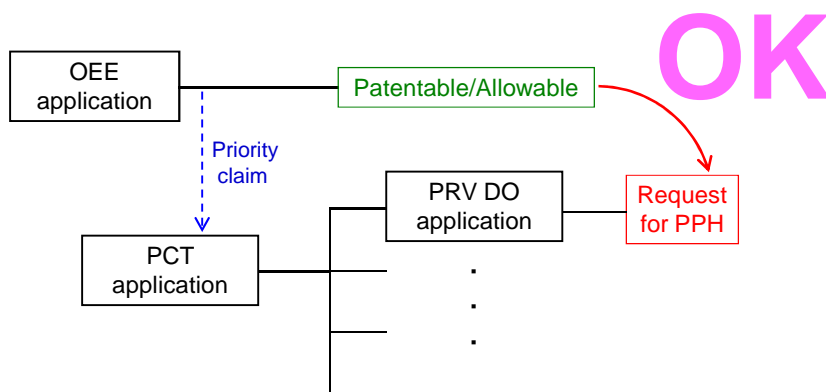 OK
OEE
application
Patentable/Allowable
Priority
claim
PRV DO
application
Request
for PPH
PCT
application